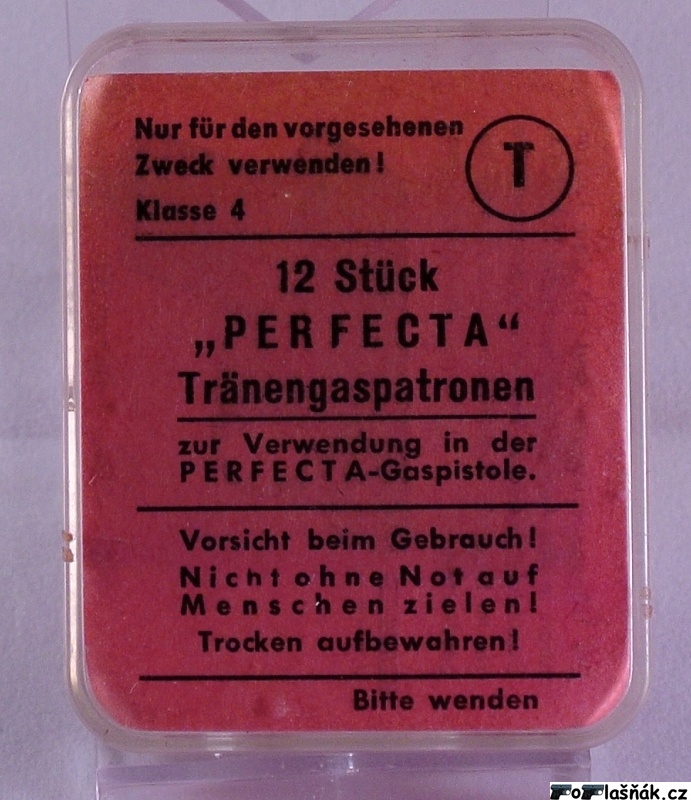 Nur für den vorgesehenen
Zweck verwenden!
T
Klasse 4
12 Stück
„PERFECTA“
Tränengaspatronen
zur Verwendung in der
PERFECTA-Gaspistole.
Vorsicht beim Gebrauch!
Nicht ohne Not auf
Menschen zielen!
Trocken aufbewahren!
Bitte wenden
FoFlašňák.cz